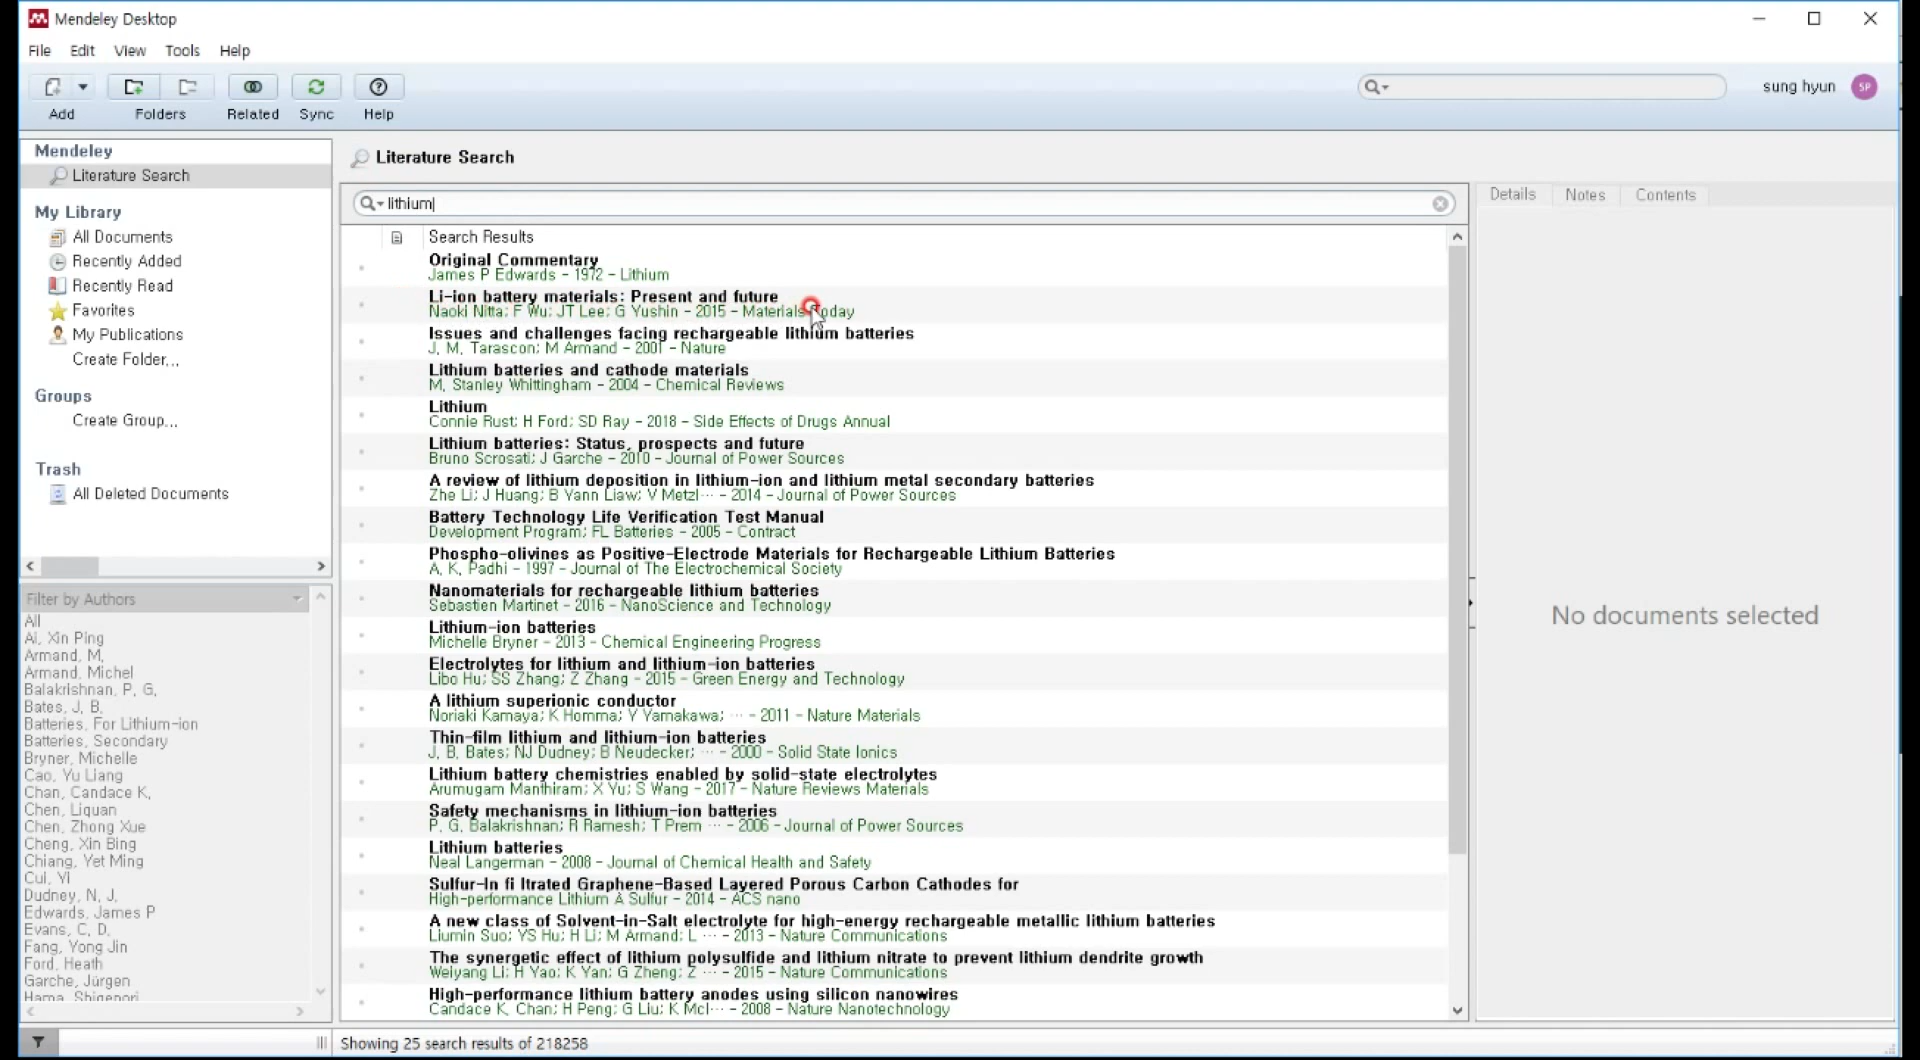 Mendeley Desktop
File Edit View Tools Help
Add Folders Related Sync Help
sung hyun SP
Mendeley
Literature Search
My Library
All Documents
Recently Added
Recently Read
Favorites
My Publications
Create Folder...
Groups
Create Group...
Trash
All Deleted Documents
Filter by Authors
All
Ai, Xin Ping
Armand, M.
Armand, Michel
Balakrishnan, P. G.
Bates, J. B.
Batteries, For Lithium-ion
Batteries, Secondary
Bryner, Michelle
Cao, Yu Liang
Chan, Candace K.
Chen, Liquan
Chen, Zhong Xue
Cheng, Xin Bing
Chiang, Yet Ming
Cui, Yi
Dudney, N. J.
Edwards, James P
Evans, C. D.
Fang, Yong Jin
Ford, Heath
Garche, Jürgen
Hama, Shigenori
Literature Search
lithium
Search Results
Original Commentary
James P Edwards - 1972 - Lithium
Li-ion battery materials: Present and future
Naoki Nitta; F Wu; JT Lee; G Yushin - 2015 - Materials Today
Issues and challenges facing rechargeable lithium batteries
J. M. Tarascon; M Armand - 2001 - Nature
Lithium batteries and cathode materials
M. Stanley Whittingham - 2004 - Chemical Reviews
Lithium
Connie Rust; H Ford; SD Ray - 2018 - Side Effects of Drugs Annual
Lithium batteries: Status, prospects and future
Bruno Scrosati; J Garche - 2010 - Journal of Power Sources
A review of lithium deposition in lithium-ion and lithium metal secondary batteries
Zhe Li; J Huang; B Yann Liaw; V Metzl··· - 2014 - Journal of Power Sources
Battery Technology Life Verification Test Manual
Development Program; FL Batteries - 2005 - Contract
Phospho-olivines as Positive-Electrode Materials for Rechargeable Lithium Batteries
A. K. Padhi - 1997 - Journal of The Electrochemical Society
Nanomaterials for rechargeable lithium batteries
Sebastien Martinet - 2016 - NanoScience and Technology
Lithium-ion batteries
Michelle Bryner - 2013 - Chemical Engineering Progress
Electrolytes for lithium and lithium-ion batteries
Libo Hu; SS Zhang; Z Zhang - 2015 - Green Energy and Technology
A lithium superionic conductor
Noriaki Kamaya; K Homma; Y Yamakawa; ··· - 2011 - Nature Materials
Thin-film lithium and lithium-ion batteries
J. B. Bates; NJ Dudney; B Neudecker; ··· - 2000 - Solid State Ionics
Lithium battery chemistries enabled by solid-state electrolytes
Arumugam Manthiram; X Yu; S Wang - 2017 - Nature Reviews Materials
Safety mechanisms in lithium-ion batteries
P. G. Balakrishnan; R Ramesh; T Prem ··· - 2006 - Journal of Power Sources
Lithium batteries
Neal Langerman - 2008 - Journal of Chemical Health and Safety
Sulfur-In fi ltrated Graphene-Based Layered Porous Carbon Cathodes for
High-performance Lithium À Sulfur - 2014 - ACS nano
A new class of Solvent-in-Salt electrolyte for high-energy rechargeable metallic lithium batteries
Liumin Suo; YS Hu; H Li; M Armand; L ··· - 2013 - Nature Communications
The synergetic effect of lithium polysulfide and lithium nitrate to prevent lithium dendrite growth
Weiyang Li; H Yao; K Yan; G Zheng; Z ··· - 2015 - Nature Communications
High-performance lithium battery anodes using silicon nanowires
Candace K. Chan; H Peng; G Liu; K McI··· - 2008 - Nature Nanotechnology
Details Notes Contents
No documents selected
Showing 25 search results of 218258